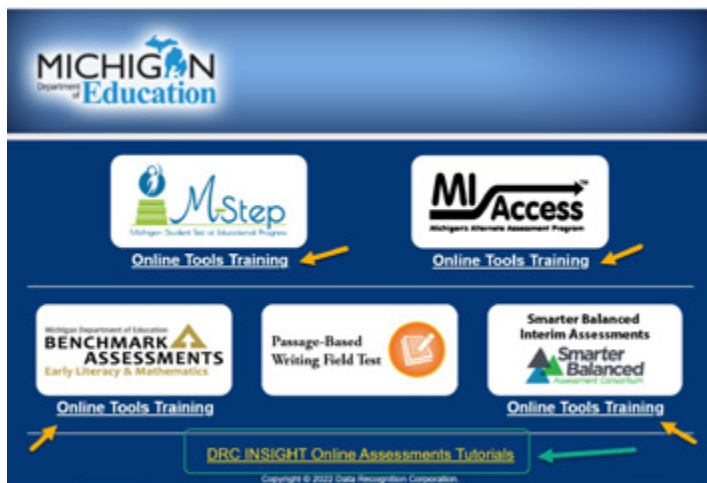 MICHIGAN
Department of Education
M-Step
Michigan Student Test of Educational Progress
MI Access™
Michigan's Alternate Assessment Program
Online Tools Training
Online Tools Training
Michigan Department of Education
BENCHMARK
ASSESSMENTS
Early Literacy & Mathematics
Passage-Based
Writing Field Test
Smarter Balanced
Interim Assessments
Smarter
Balanced
Assessment Consortium
Online Tools Training
Online Tools Training
DRC INSIGHT Online Assessments Tutorials
Copyright © 2022 Data Recognition Corporation.